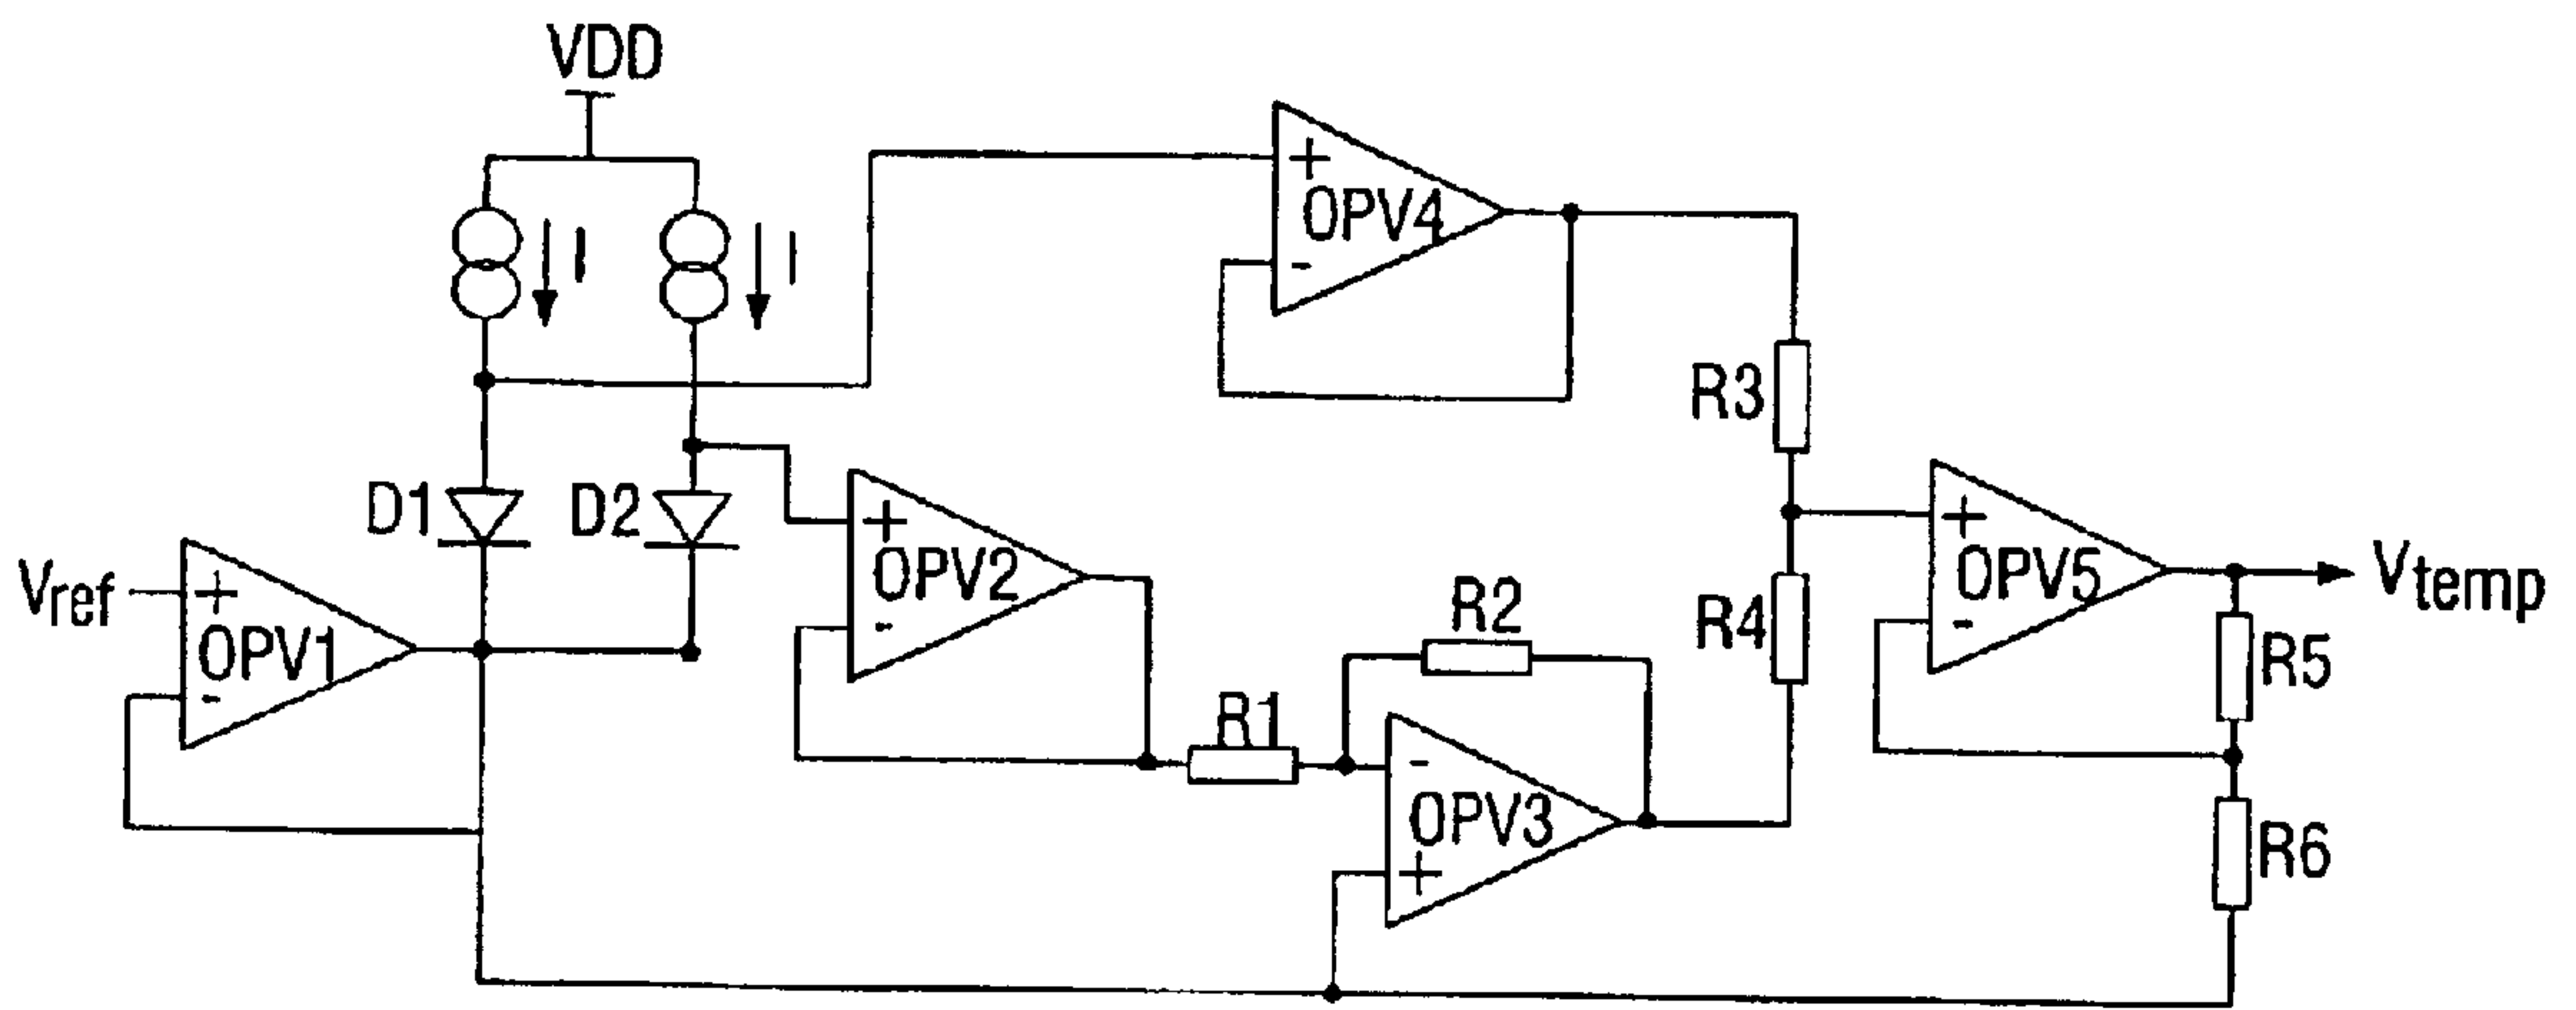 VDD
I
I
+
OPV4
-
R3
D1
D2
+
OPV2
-
Vref
+
OPV1
-
R1
R2
-
OPV3
+
R4
+
OPV5
-
Vtemp
R5
R6